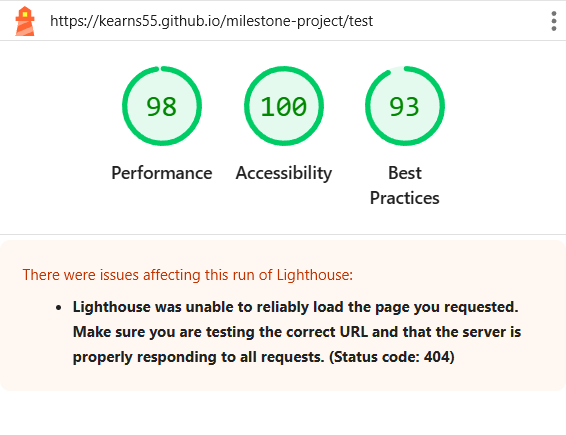 https://kearns55.github.io/milestone-project/test
98 100 93
Performance Accessibility Best
Practices
There were issues affecting this run of Lighthouse:
• Lighthouse was unable to reliably load the page you requested.
Make sure you are testing the correct URL and that the server is
properly responding to all requests. (Status code: 404)